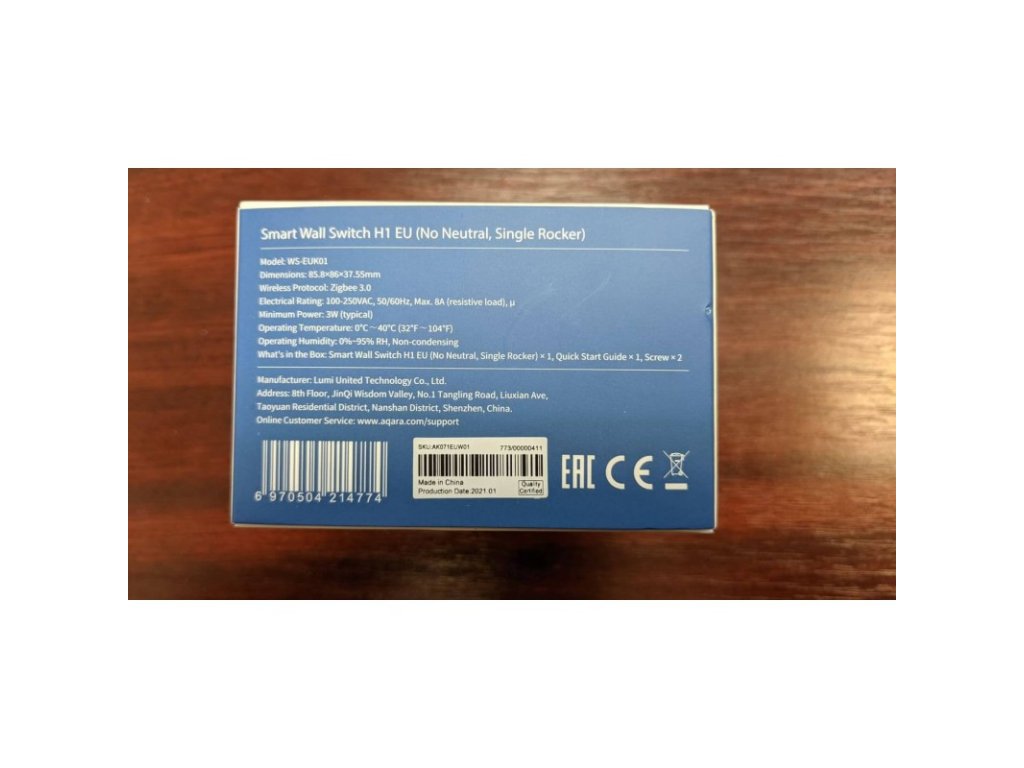 Smart Wall Switch H1 EU (No Neutral, Single Rocker)
Model: WS-EUK01
Dimensions: 85.8×86×37.55mm
Wireless Protocol: Zigbee 3.0
Electrical Rating: 100-250VAC, 50/60Hz, Max. 8A (resistive load), μ
Minimum Power: 3W (typical)
Operating Temperature: 0°C～40°C (32°F～104°F)
Operating Humidity: 0%~95% RH, Non-condensing
What's in the Box: Smart Wall Switch H1 EU (No Neutral, Single Rocker) × 1, Quick Start Guide × 1, Screw × 2
Manufacturer: Lumi United Technology Co., Ltd.
Address: 8th Floor, JinQi Wisdom Valley, No.1 Tangling Road, Liuxian Ave,
Taoyuan Residential District, Nanshan District, Shenzhen, China.
Online Customer Service: www.aqara.com/support
SKU:AK071EUW01 773/00000411
Made in China
Production Date:2021.01
Quality
Certified
6 970504 214774
EAC CE